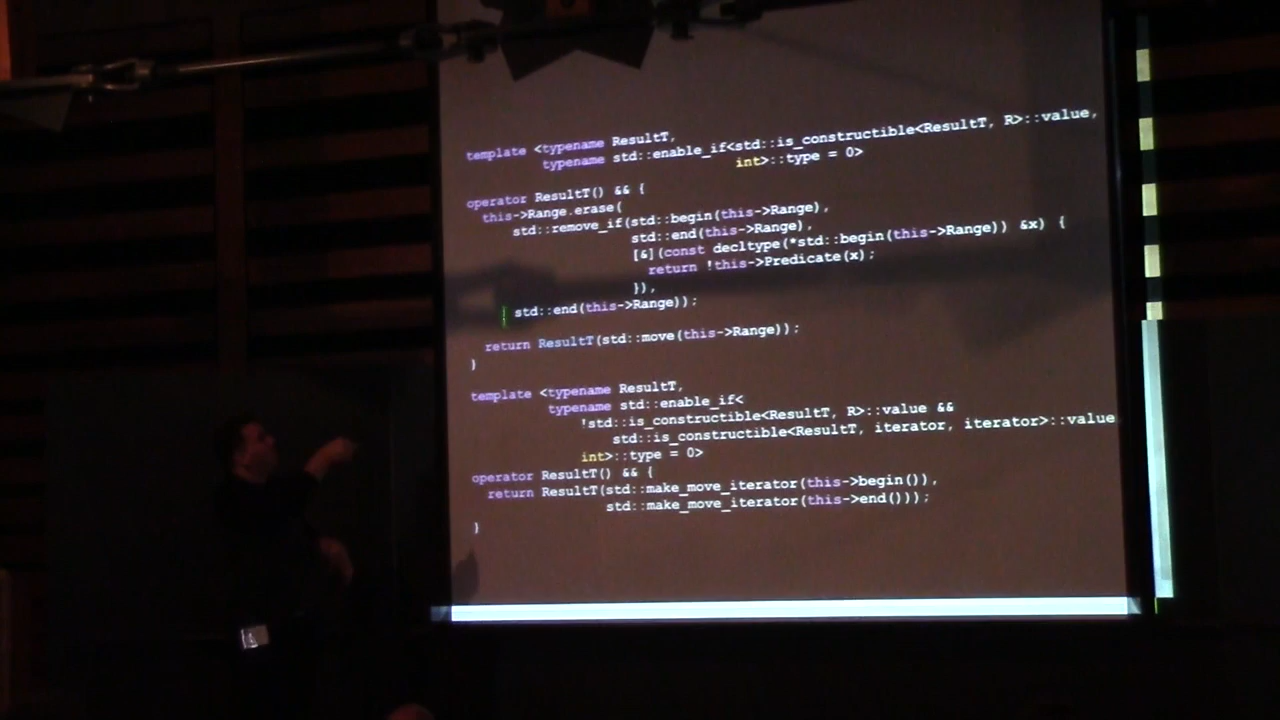 template <typename ResultT,
typename std::enable_if<std::is_constructible<ResultT, R>::value,
int>::type = 0>
operator ResultT() && {
this->Range.erase(
std::remove_if(std::begin(this->Range),
std::end(this->Range),
[&](const decltype(*std::begin(this->Range)) &x) {
return !this->Predicate(x);
}),
std::end(this->Range));
return ResultT(std::move(this->Range));
}
template <typename ResultT,
typename std::enable_if<
!std::is_constructible<ResultT, R>::value &&
std::is_constructible<ResultT, iterator, iterator>::value
int>::type = 0>
operator ResultT() && {
return ResultT(std::make_move_iterator(this->begin()),
std::make_move_iterator(this->end()));
}